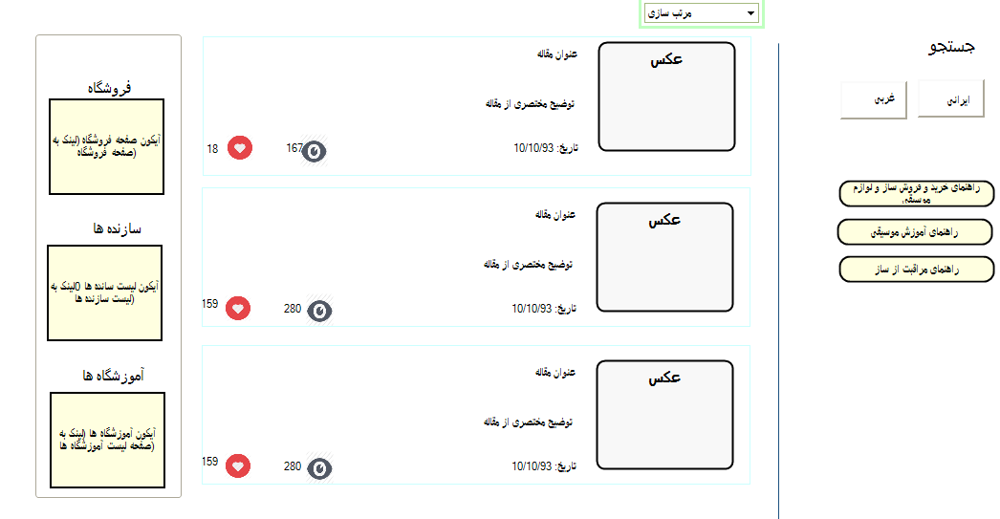 مرتب سازی
جستجو
ایرانی
غربی
راهنمای خرید و فروش ساز و لوازم
موسیقی
راهنمای آموزش موسیقی
راهنمای مراقبت از ساز
عکس
عنوان مقاله
توضیح مختصری از مقاله
تاریخ: 10/10/93
167
18
عکس
عنوان مقاله
توضیح مختصری از مقاله
تاریخ: 10/10/93
280
159
عکس
عنوان مقاله
توضیح مختصری از مقاله
تاریخ: 10/10/93
280
159
فروشگاه
آیکون صفحه فروشگاه (لینک به
(صفحه فروشگاه
سازنده ها
آیکون لیست سانده ها 0لینک به
(لیست سازنده ها
آموزشگاه ها
آیکون آموزشگاه ها (لینک به
(صفحه لیست آموزشگاه ها